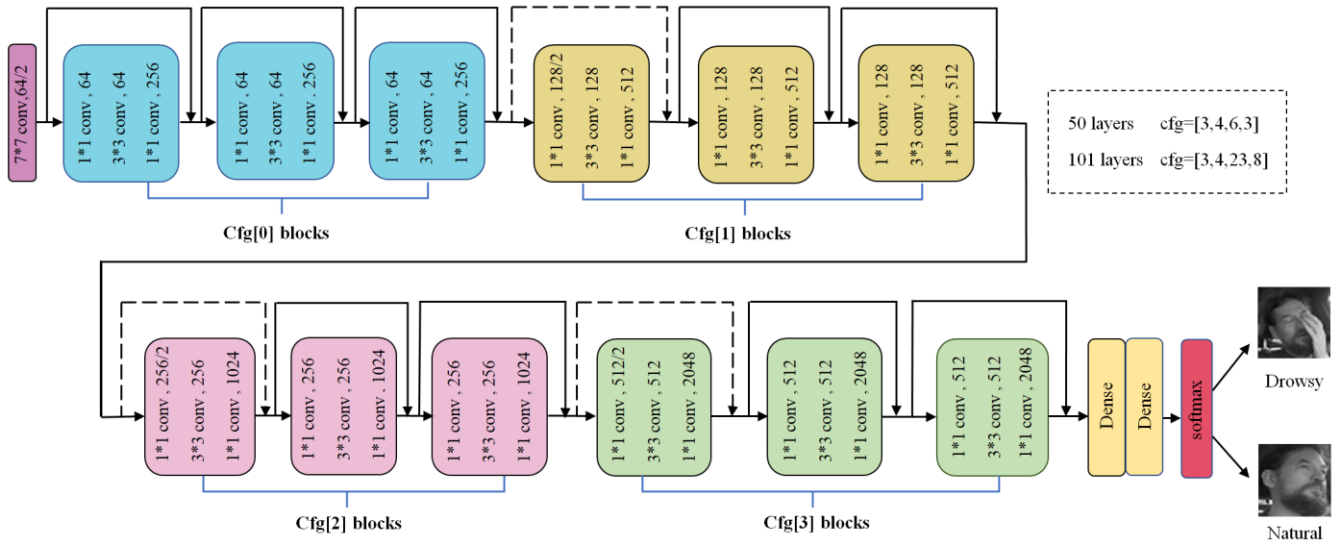 7*7 conv,64/2
1*1 conv , 64
3*3 conv , 64
1*1 conv , 256
1*1 conv , 64
3*3 conv , 64
1*1 conv . 256
1*1 conv , 64
3*3 conv , 64
1*1 conv , 256
1*1 conv , 128/2
3*3 conv , 128
1*1 conv , 512
1*1 conv , 128
3*3 conv , 128
1*1 conv , 512
1*1 conv , 128
3*3 conv , 128
1*1 conv , 512
50 layers cfg=[3,4,6,3]
101 layers cfg=[3,4,23,8]
Cfg[0] blocks
Cfg[1] blocks
1*1 conv , 256/2
3*3 conv , 256
1*1 conv , 1024
1*1 conv , 256
3*3 conv , 256
1*1 conv , 1024
1*1 conv , 256
3*3 conv , 256
1*1 conv , 1024
1*1 conv , 512/2
3*3 conv , 512
1*1 conv , 2048
1*1 conv , 512
3*3 conv , 512
1*1 conv , 2048
1*1 conv , 512
3*3 conv , 512
1*1 conv , 2048
Dense
Dense
softmax
Drowsy
Natural
Cfg[2] blocks
Cfg[3] blocks